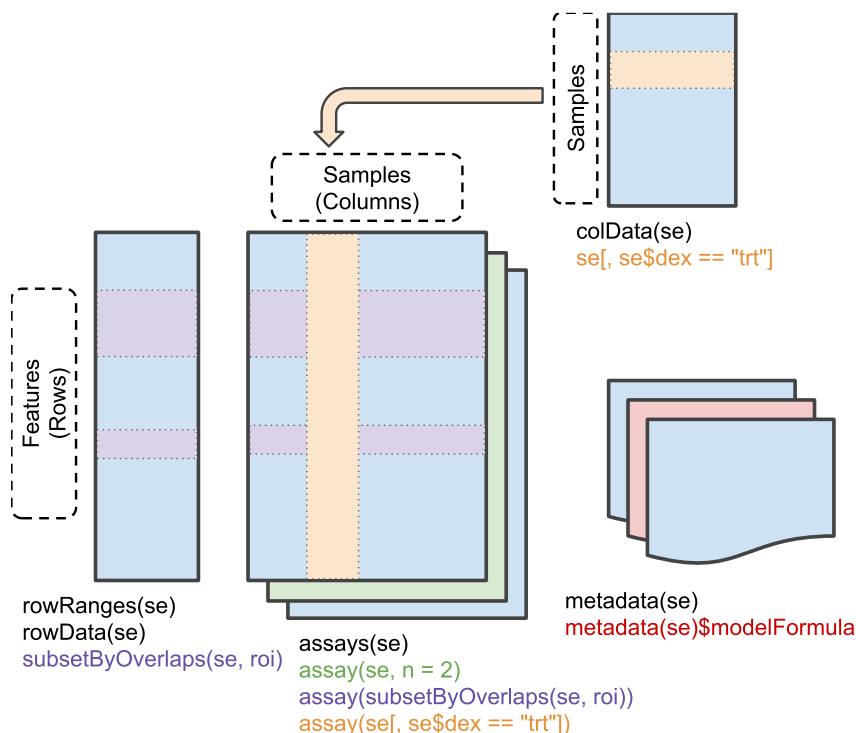 Samples
Samples
(Columns)
colData(se)
se[, se$dex == "trt"]
Features
(Rows)
rowRanges(se)
rowData(se)
subsetByOverlaps(se, roi)
assays(se)
assay(se, n = 2)
assay(subsetByOverlaps(se, roi))
assay(se[, se$dex == "trt"])
metadata(se)
metadata(se)$modelFormula